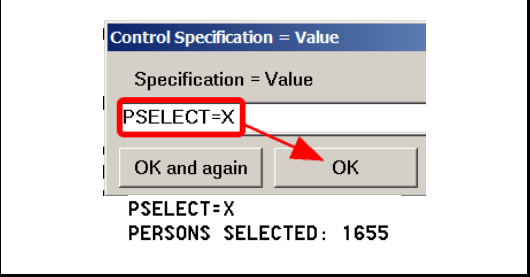 Control Specification = Value
Specification = Value
PSELECT=X
OK and again
OK
PSELECT=X
PERSONS SELECTED: 1655